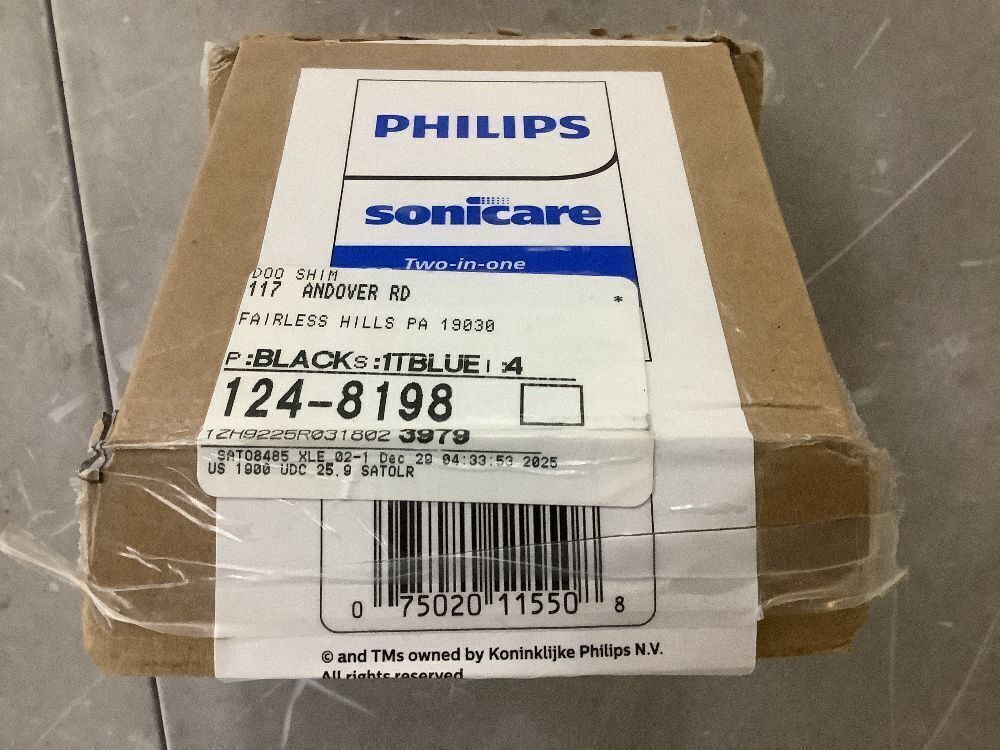 PHILIPS
sonicare
Two-in-one
DOO SHIM
117 ANDOVER RD
*
FAIRLESS HILLS PA 19030
P:BLACK S:1TBLUE I:4
124-8198
1ZH9225R031802 3979
SAT08485 XLE 02-1 Dec 29 04:33:53 2025
US 1900 UDC 25.9 SATOLR
0 75020 11550 8
© and TMs owned by Koninklijke Philips N.V.
All rights reserved